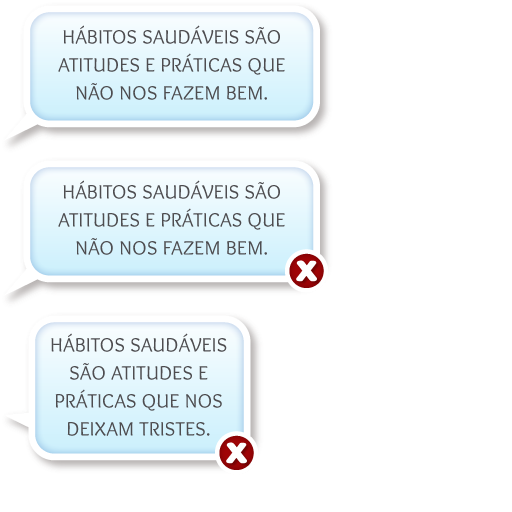 HÁBITOS SAUDÁVEIS SÃO
ATITUDES E PRÁTICAS QUE
NÃO NOS FAZEM BEM.
HÁBITOS SAUDÁVEIS SÃO
ATITUDES E PRÁTICAS QUE
NÃO NOS FAZEM BEM.
X
HÁBITOS SAUDÁVEIS
SÃO ATITUDES E
PRÁTICAS QUE NOS
DEIXAM TRISTES.
X